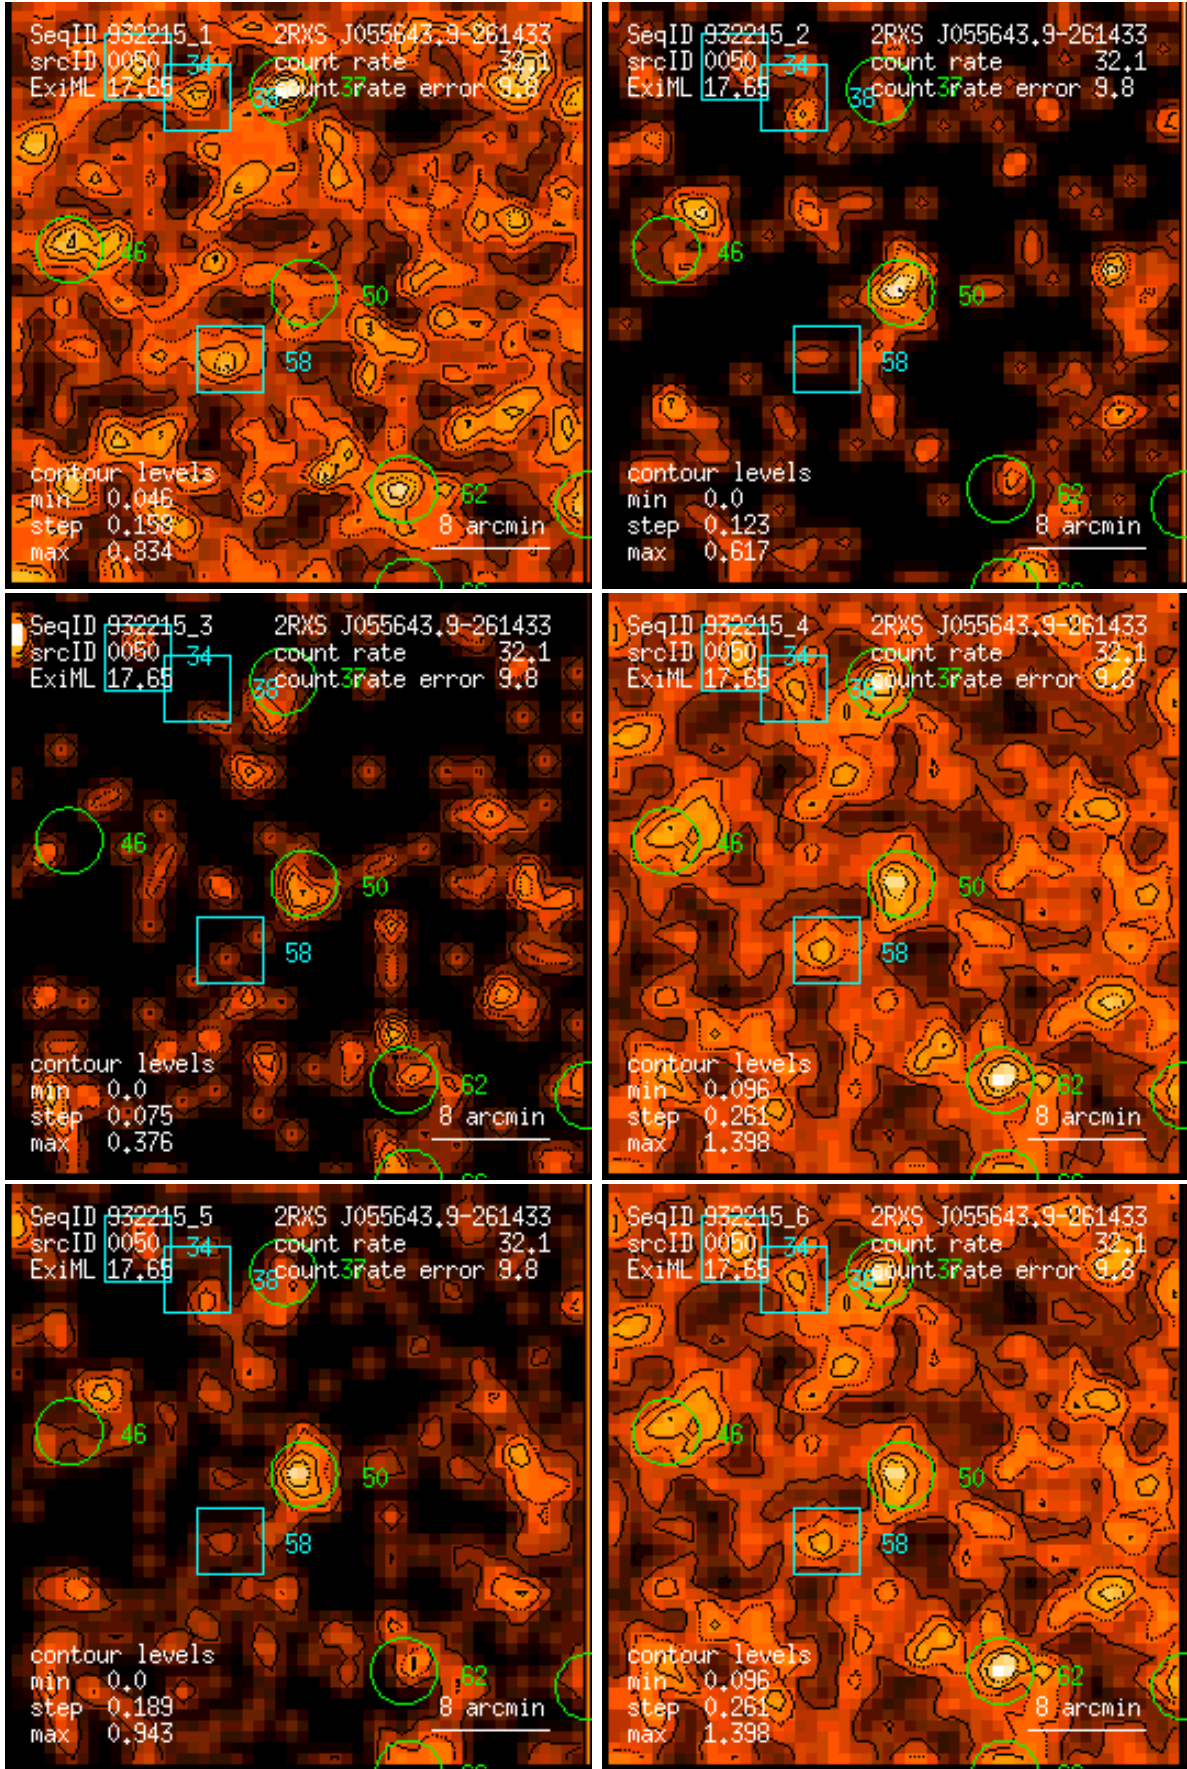 SeqID 932215_1 2RXS J055643.9-261433
srcID 0050 34 count rate 32.1
ExiML 17.65 38 37 count rate error 9.8
46
50
58
contour levels
min 0.046 62
step 0.158 8 arcmin
max 0.834
SeqID 932215_2 2RXS J055643.9-261433
srcID 0050 34 count rate 32.1
ExiML 17.65 38 37 count rate error 9.8
46
50
58
contour levels
min 0.0 62
step 0.123 8 arcmin
max 0.617
SeqID 932215_3 2RXS J055643.9-261433
srcID 0050 34 count rate 32.1
ExiML 17.65 38 37 count rate error 9.8
46
50
58
contour levels
min 0.0 62
step 0.075 8 arcmin
max 0.376
SeqID 932215_4 2RXS J055643.9-261433
srcID 0050 34 count rate 32.1
ExiML 17.65 38 37 count rate error 9.8
46
50
58
contour levels
min 0.096 62
step 0.261 8 arcmin
max 1.398
SeqID 932215_5 2RXS J055643.9-261433
srcID 0050 34 count rate 32.1
ExiML 17.65 38 37 count rate error 9.8
46
50
58
contour levels
min 0.0 62
step 0.189 8 arcmin
max 0.943
SeqID 932215_6 2RXS J055643.9-261433
srcID 0050 34 count rate 32.1
ExiML 17.65 38 37 count rate error 9.8
46
50
58
contour levels
min 0.096 62
step 0.261 8 arcmin
max 1.398